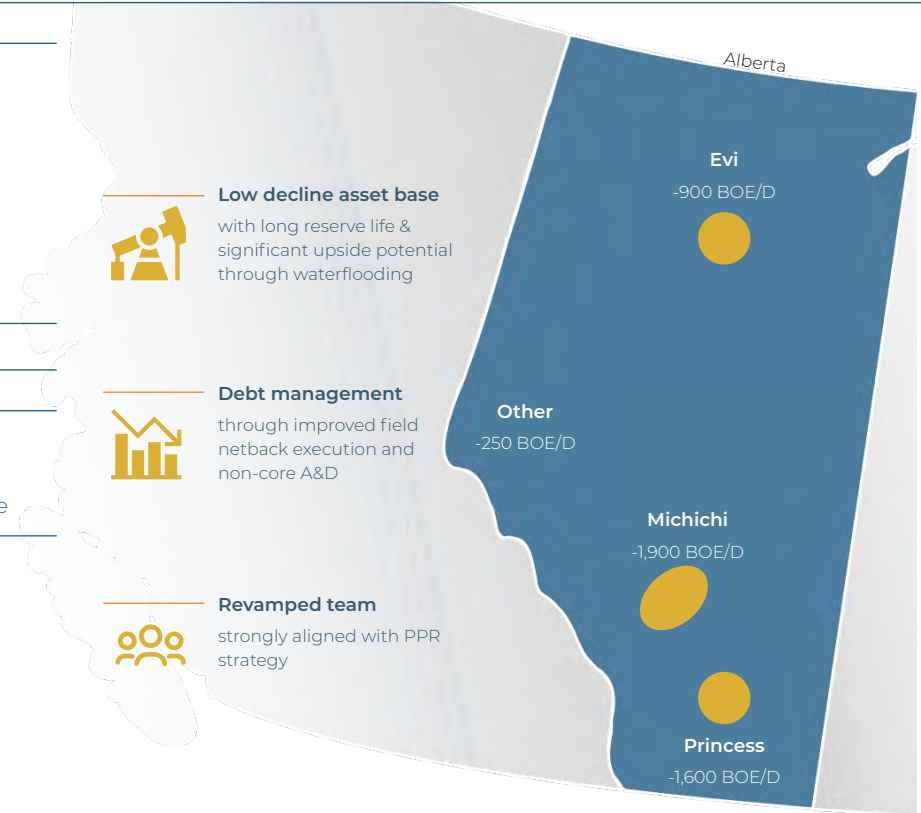 Alberta
Evi
-900 BOE/D
Low decline asset base
with long reserve life &
significant upside potential
through waterflooding
Debt management
through improved field
netback execution and
non-core A&D
Other
-250 BOE/D
e
Michichi
-1,900 BOE/D
Revamped team
strongly aligned with PPR
strategy
Princess
-1,600 BOE/D